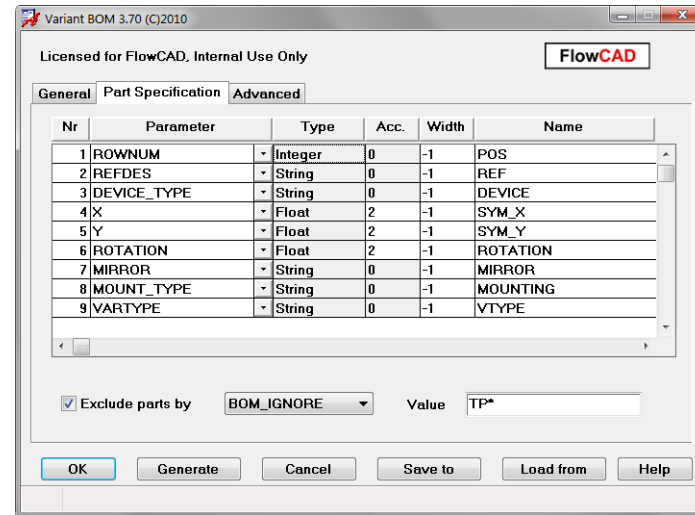 Variant BOM 3.70 (C)2010
Licensed for FlowCAD, Internal Use Only
FlowCAD
General Part Specification Advanced
Nr Parameter Type Acc. Width Name
1 ROWNUM Integer 0 -1 POS
2 REFDES String 0 -1 REF
3 DEVICE_TYPE String 0 -1 DEVICE
4 X Float 2 -1 SYM_X
5 Y Float 2 -1 SYM_Y
6 ROTATION Float 2 -1 ROTATION
7 MIRROR String 0 -1 MIRROR
8 MOUNT_TYPE String 0 -1 MOUNTING
9 VARTYPE String 0 -1 VTYPE
Exclude parts by BOM_IGNORE Value TP*
OK Generate Cancel Save to Load from Help